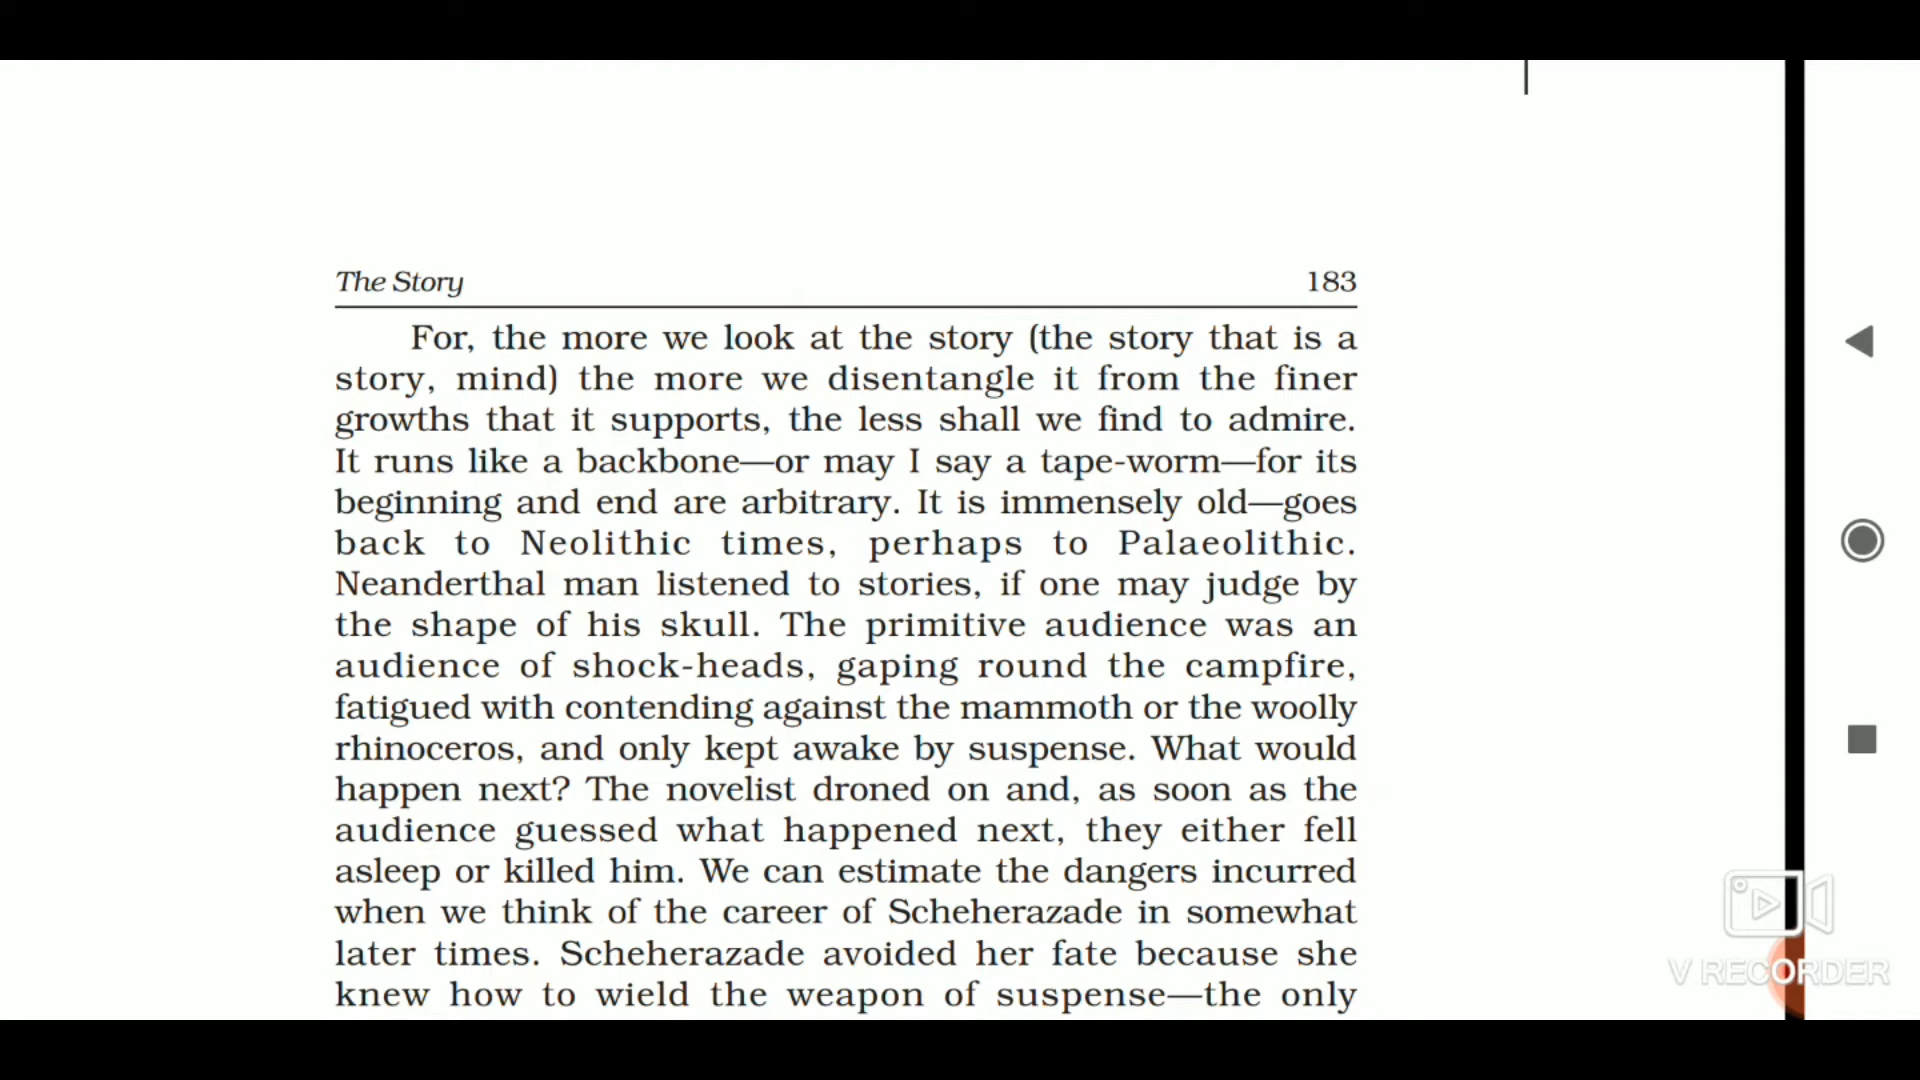 The Story 183
For, the more we look at the story (the story that is a
story, mind) the more we disentangle it from the finer
growths that it supports, the less shall we find to admire.
It runs like a backbone—or may I say a tape-worm—for its
beginning and end are arbitrary. It is immensely old—goes
back to Neolithic times, perhaps to Palaeolithic.
Neanderthal man listened to stories, if one may judge by
the shape of his skull. The primitive audience was an
audience of shock-heads, gaping round the campfire,
fatigued with contending against the mammoth or the woolly
rhinoceros, and only kept awake by suspense. What would
happen next? The novelist droned on and, as soon as the
audience guessed what happened next, they either fell
asleep or killed him. We can estimate the dangers incurred
when we think of the career of Scheherazade in somewhat
later times. Scheherazade avoided her fate because she
knew how to wield the weapon of suspense—the only
V RECORDER